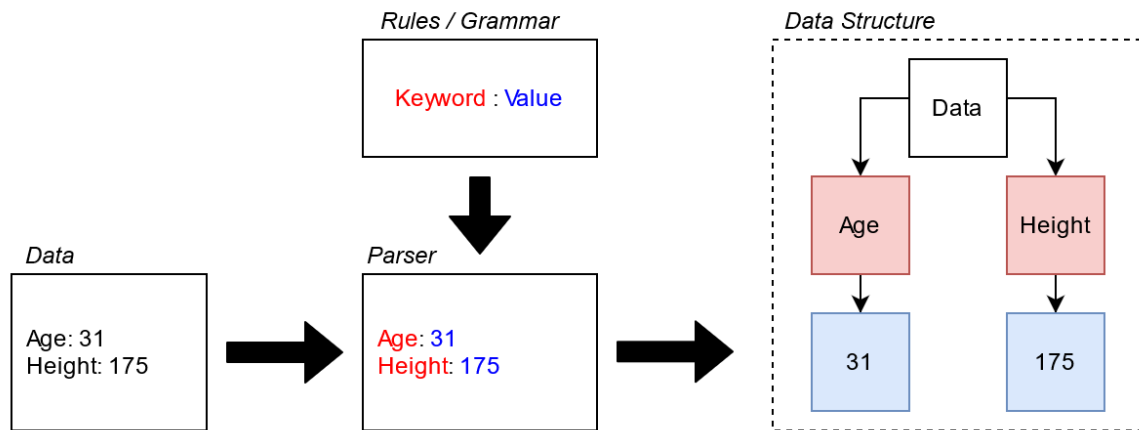 Rules / Grammar
Keyword : Value
Data
Age: 31
Height: 175
Parser
Age: 31
Height: 175
Data Structure
Data
Age
Height
31
175